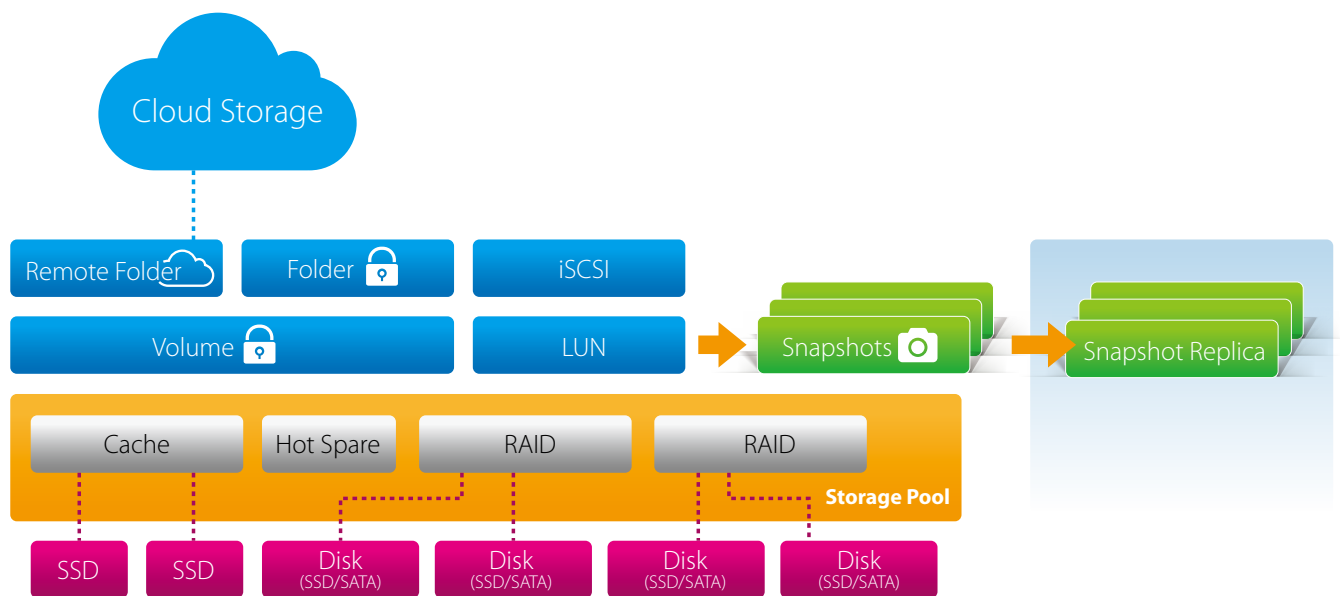 Cloud Storage
Remote Folder
Folder
iSCSI
Volume
LUN
Snapshots
Snapshot Replica
Cache
Hot Spare
RAID
RAID
Storage Pool
SSD
SSD
Disk
(SSD/SATA)
Disk
(SSD/SATA)
Disk
(SSD/SATA)
Disk
(SSD/SATA)